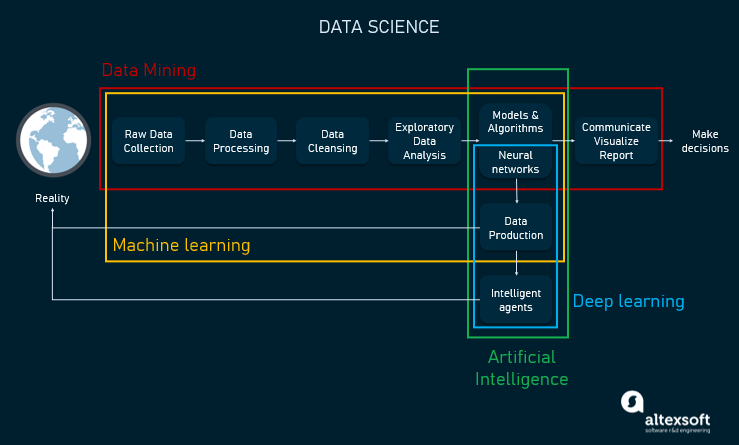 DATA SCIENCE
Data Mining
Raw Data
Collection
Data
Processing
Data
Cleansing
Exploratory
Data
Analysis
Models &
Algorithms
Neural
networks
Communicate
Visualize
Report
Make
decisions
Reality
Data
Production
Machine learning
Intelligent
agents
Deep learning
Artificial
Intelligence
altexsoft
software r&d engineering